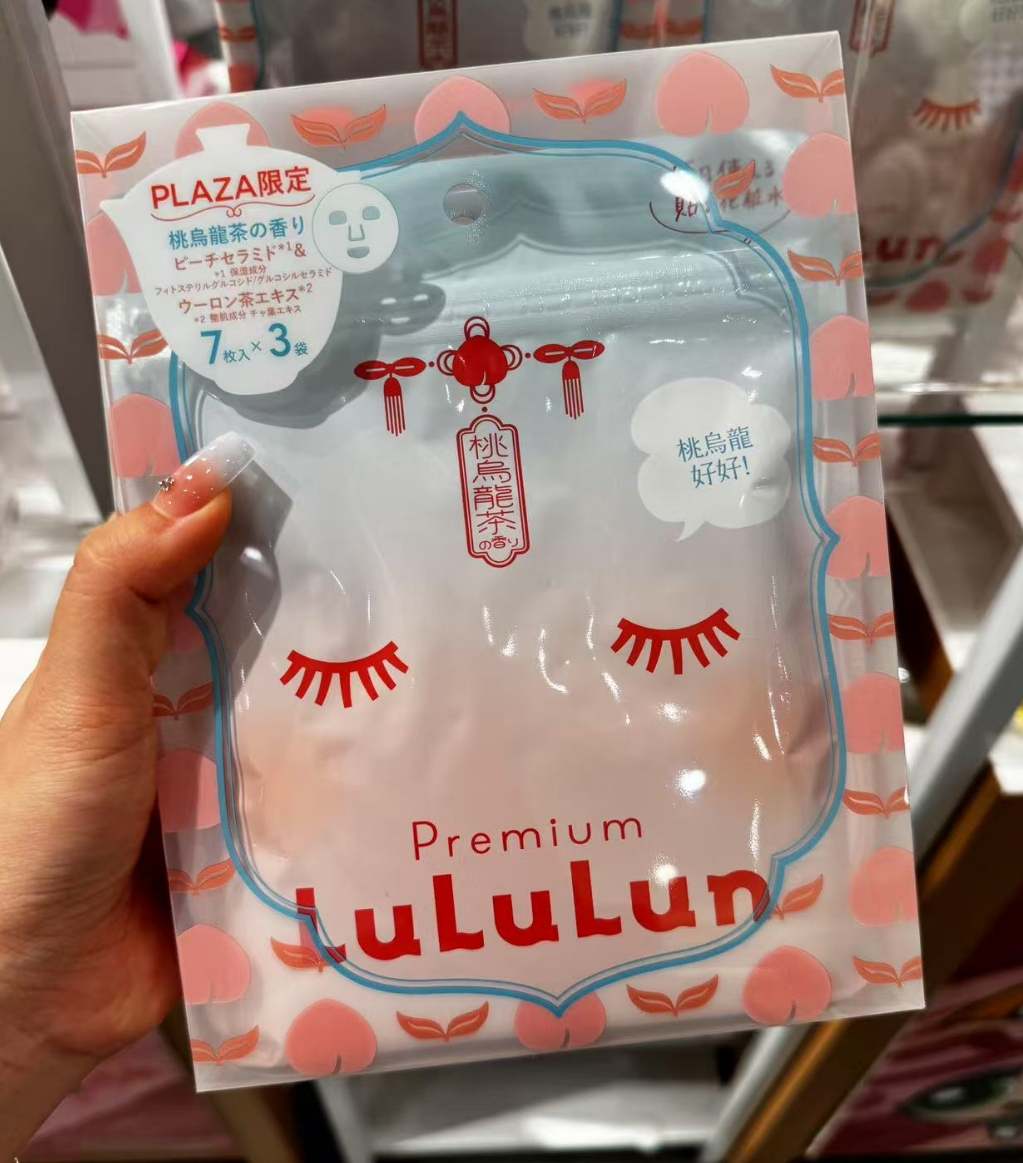 PLAZA限定
桃烏龍茶の香り
ピーチセラミド*1&
*1 保湿成分
フィトステリルグルコシド/グルコシルセラミド
ウーロン茶エキス*2
*2 整肌成分 チャ葉エキス
7枚入×3袋
化粧水
桃烏龍茶の香り
桃烏龍
好好!
Premium
LuLuLun
Lun